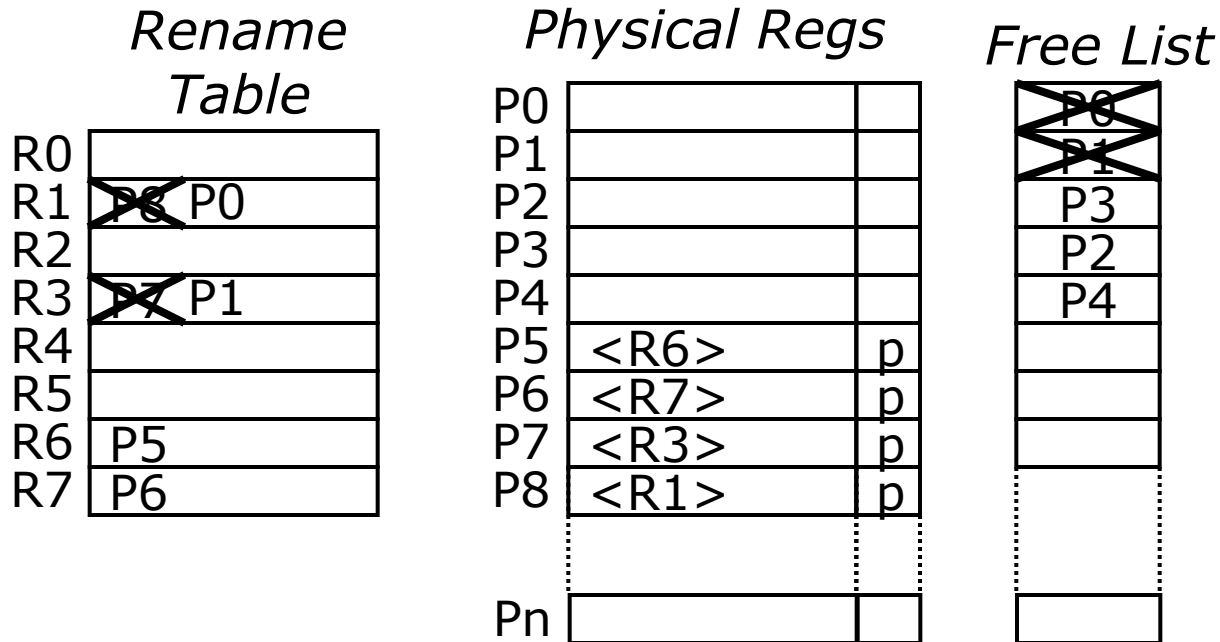 Rename
Table
R0
R1 P8 P0
R2
R3 P7 P1
R4
R5
R6 P5
R7 P6
Physical Regs
P0
P1
P2
P3
P4
P5 <R6> p
P6 <R7> p
P7 <R3> p
P8 <R1> p
Pn
Free List
P0
P1
P3
P2
P4